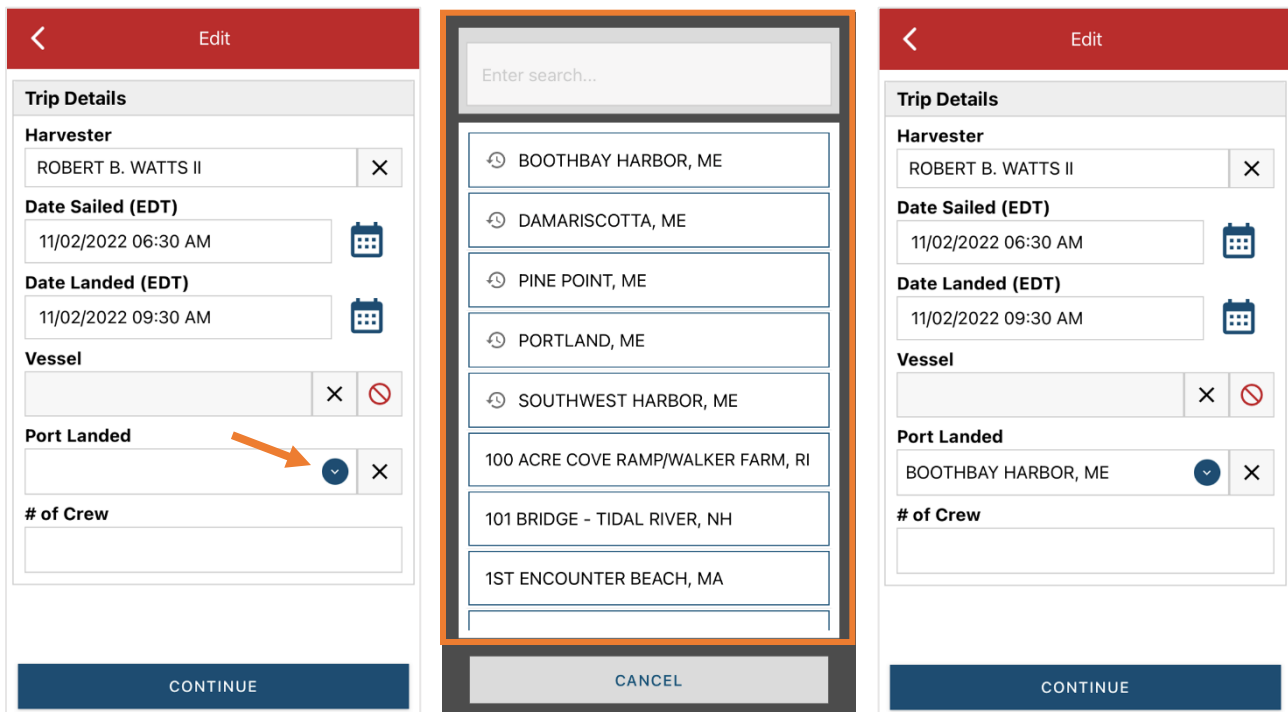 Edit
Trip Details
Harvester
ROBERT B. WATTS II
Date Sailed (EDT)
11/02/2022 06:30 AM
Date Landed (EDT)
11/02/2022 09:30 AM
Vessel
Port Landed
# of Crew
CONTINUE
Enter search...
BOOTHBAY HARBOR, ME
DAMARISCOTTA, ME
PINE POINT, ME
PORTLAND, ME
SOUTHWEST HARBOR, ME
100 ACRE COVE RAMP/WALKER FARM, RI
101 BRIDGE - TIDAL RIVER, NH
1ST ENCOUNTER BEACH, MA
CANCEL
Edit
Trip Details
Harvester
ROBERT B. WATTS II
Date Sailed (EDT)
11/02/2022 06:30 AM
Date Landed (EDT)
11/02/2022 09:30 AM
Vessel
Port Landed
BOOTHBAY HARBOR, ME
# of Crew
CONTINUE